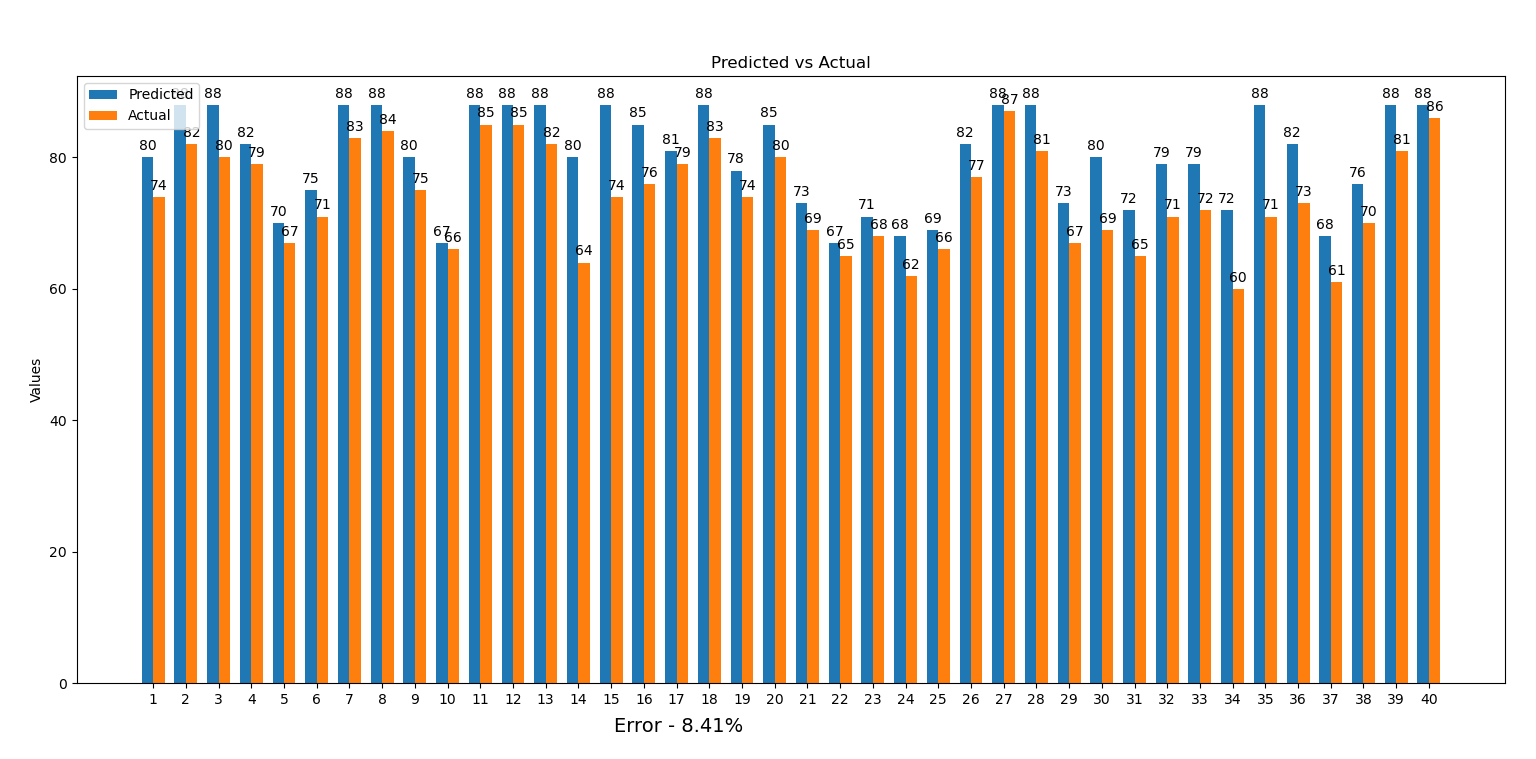 Predicted vs Actual
Predicted
Actual
Values
80
60
40
20
0
80 82 88 82 70 75 88 88 80 67 88 88 88 80 88 85 81 88 78 85 73 67 71 68 69 82 88 88 73 80 72 79 79 72 88 82 68 76 88 88
74 80 79 67 71 83 84 75 66 85 85 82 64 74 76 79 83 74 80 69 65 68 62 66 77 87 81 67 69 65 71 72 60 71 73 61 70 81 86
1 2 3 4 5 6 7 8 9 10 11 12 13 14 15 16 17 18 19 20 21 22 23 24 25 26 27 28 29 30 31 32 33 34 35 36 37 38 39 40
Error - 8.41%